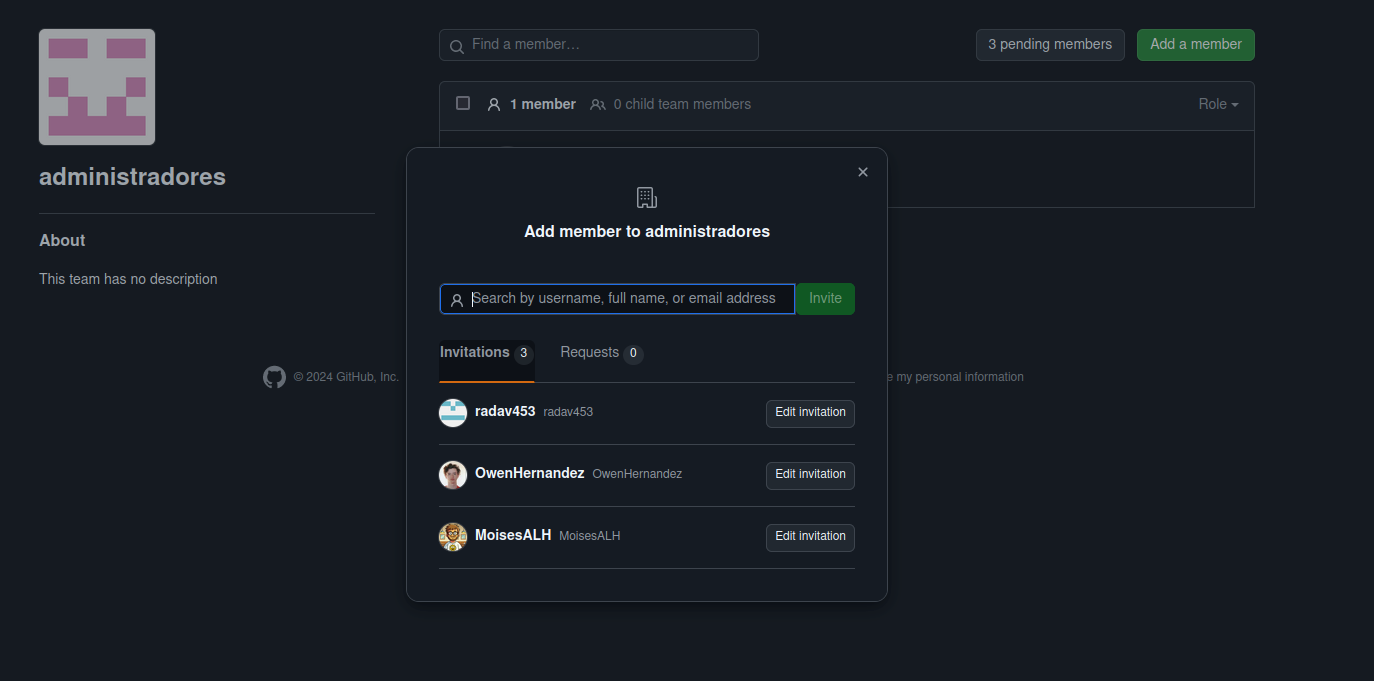 Find a member…
3 pending members
Add a member
1 member
0 child team members
Role
administradores
About
This team has no description
Add member to administradores
Search by username, full name, or email address
Invite
Invitations 3
Requests 0
© 2024 GitHub, Inc.
my personal information
radav453 radav453
Edit invitation
OwenHernandez OwenHernandez
Edit invitation
MoisesALH MoisesALH
Edit invitation